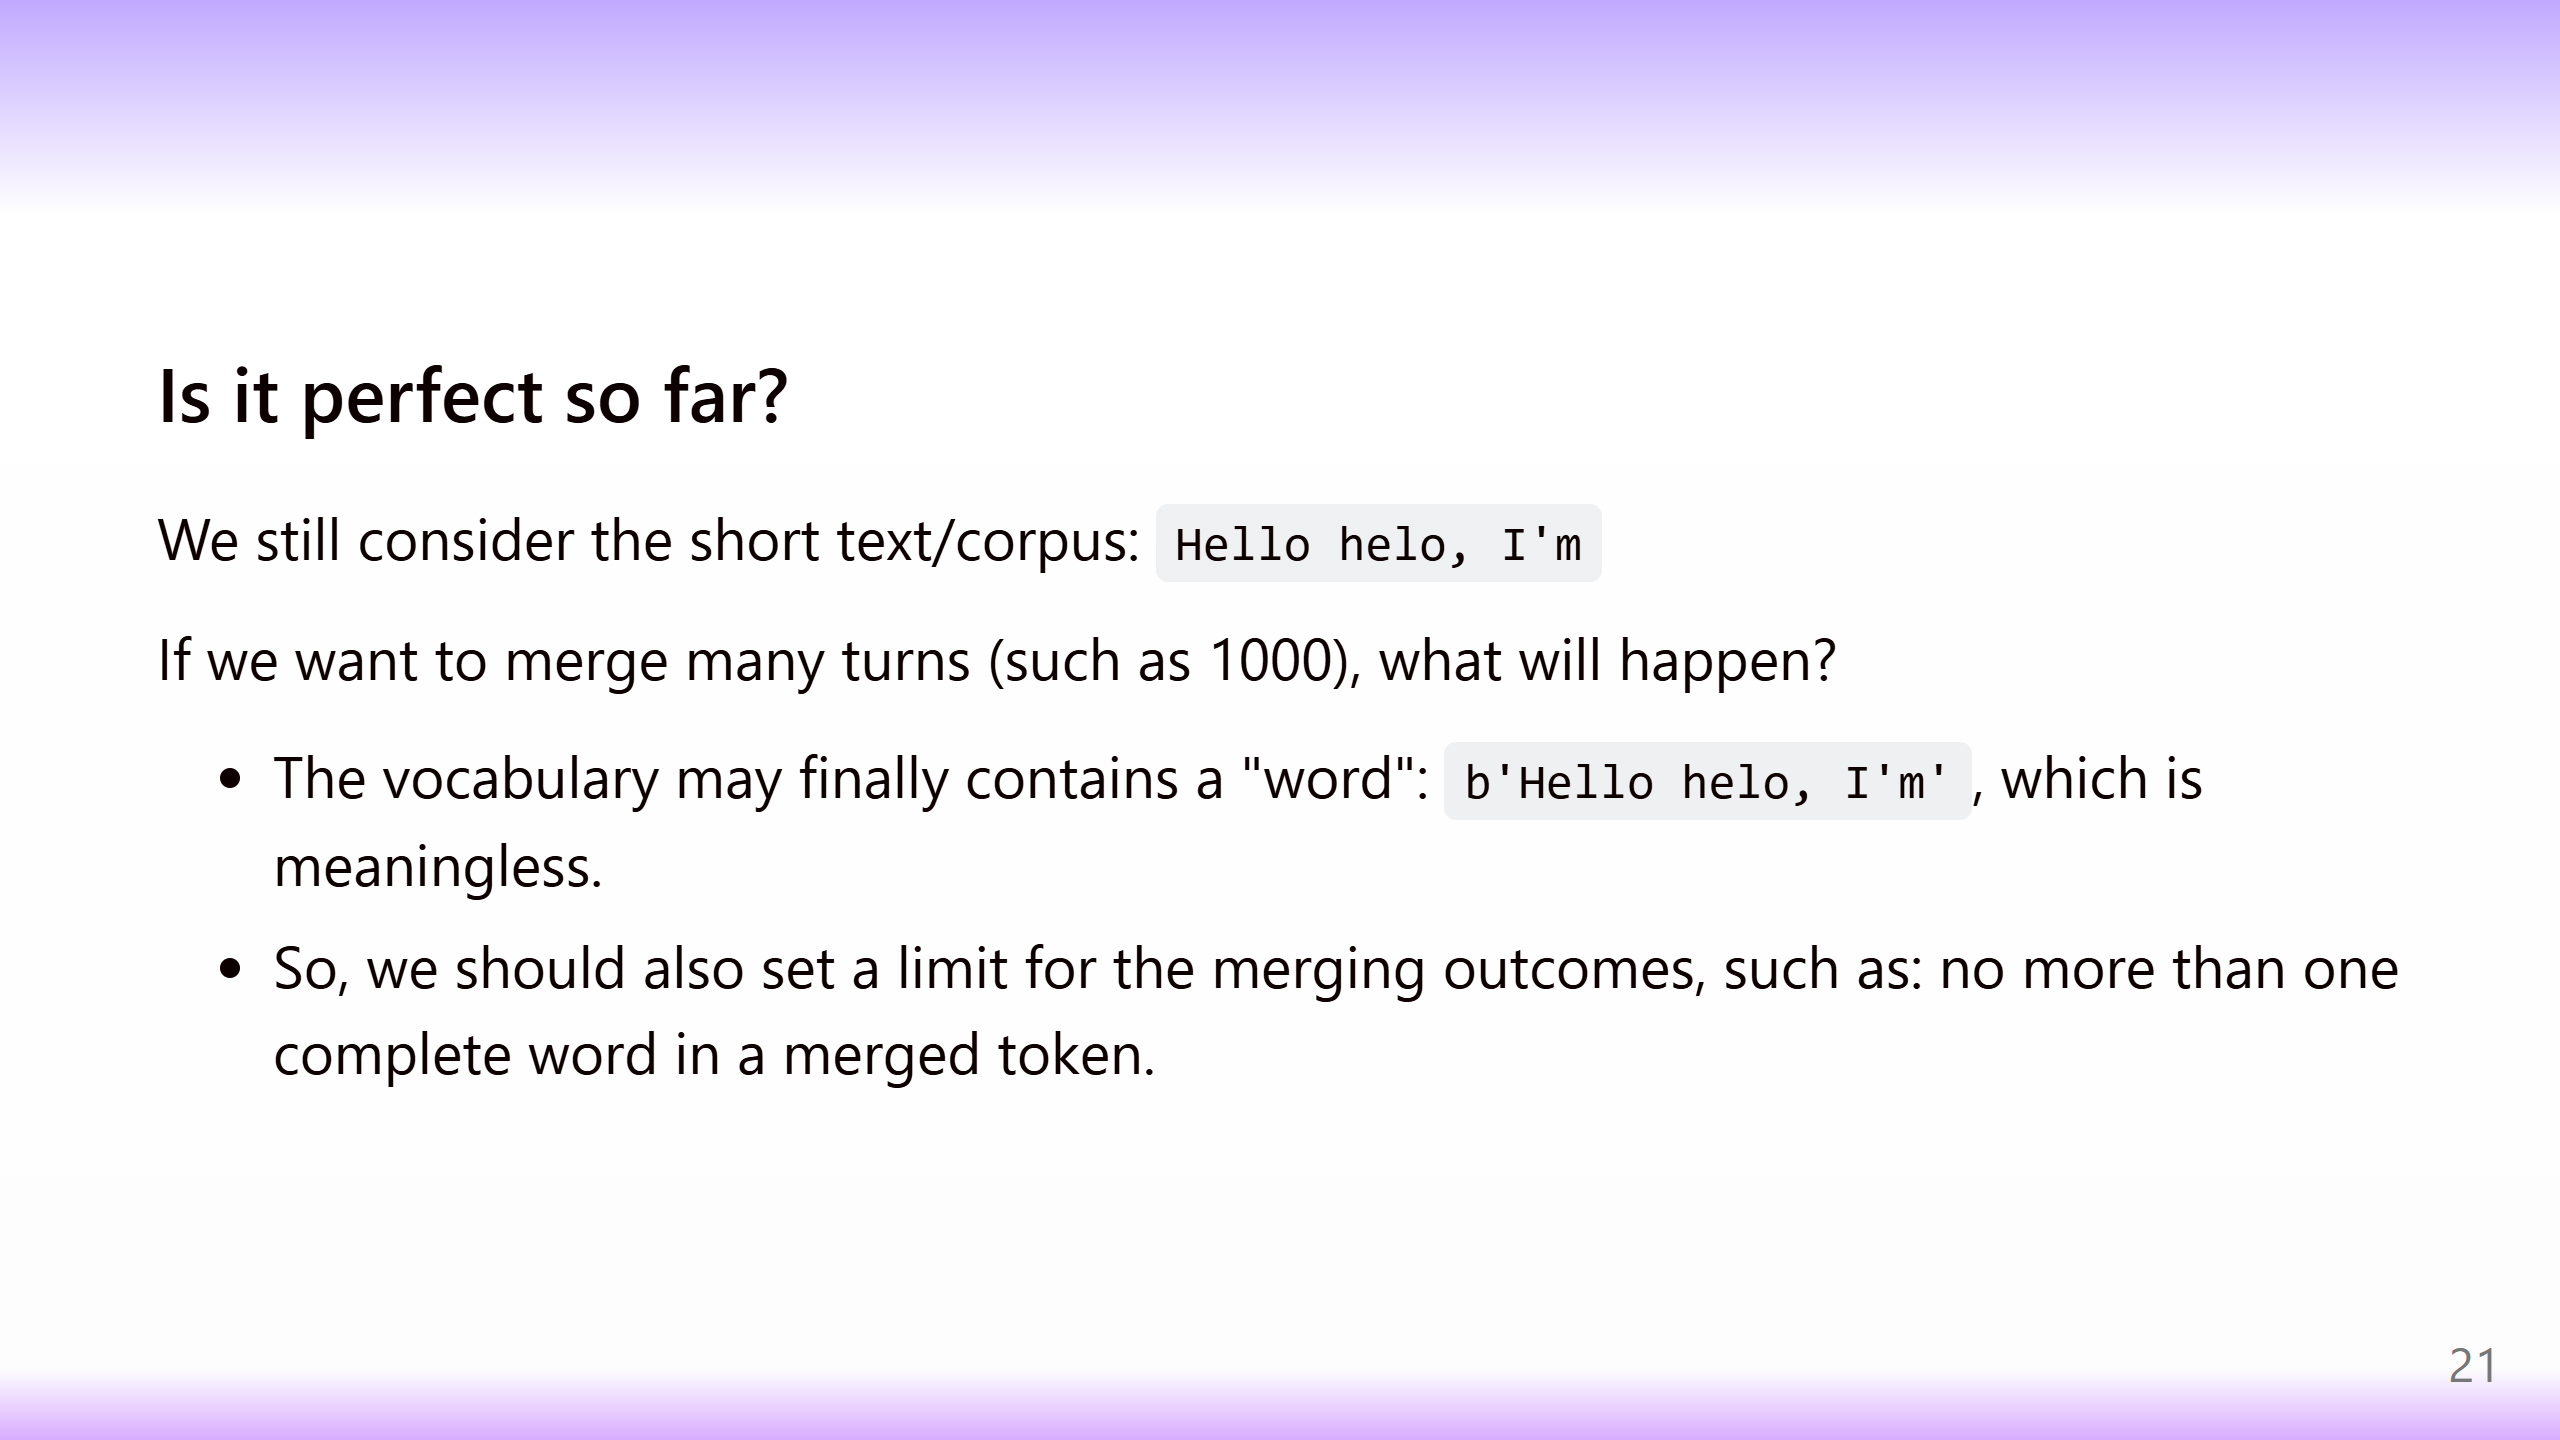 Is it perfect so far?
We still consider the short text/corpus: Hello helo, I'm
If we want to merge many turns (such as 1000), what will happen?
• The vocabulary may finally contains a "word": b'Hello helo, I'm' , which is
meaningless.
• So, we should also set a limit for the merging outcomes, such as: no more than one
complete word in a merged token.
21